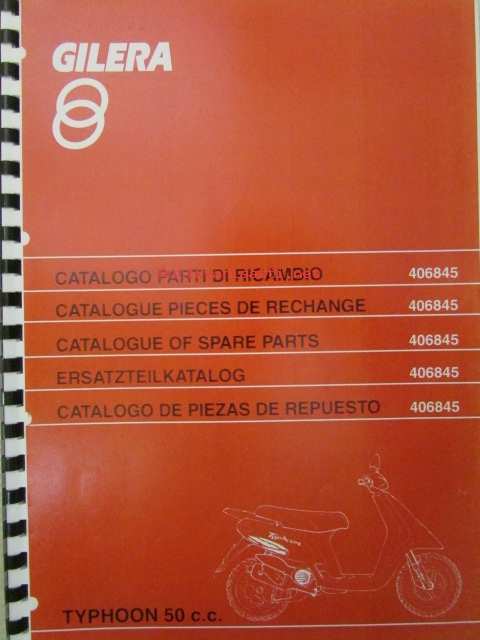 GILERA
CATALOGO PARTI DI RICAMBIO 406845
CATALOGUE PIECES DE RECHANGE 406845
CATALOGUE OF SPARE PARTS 406845
ERSATZTEILKATALOG 406845
CATALOGO DE PIEZAS DE REPUESTO 406845
Typhoon
TYPHOON 50 c.c.